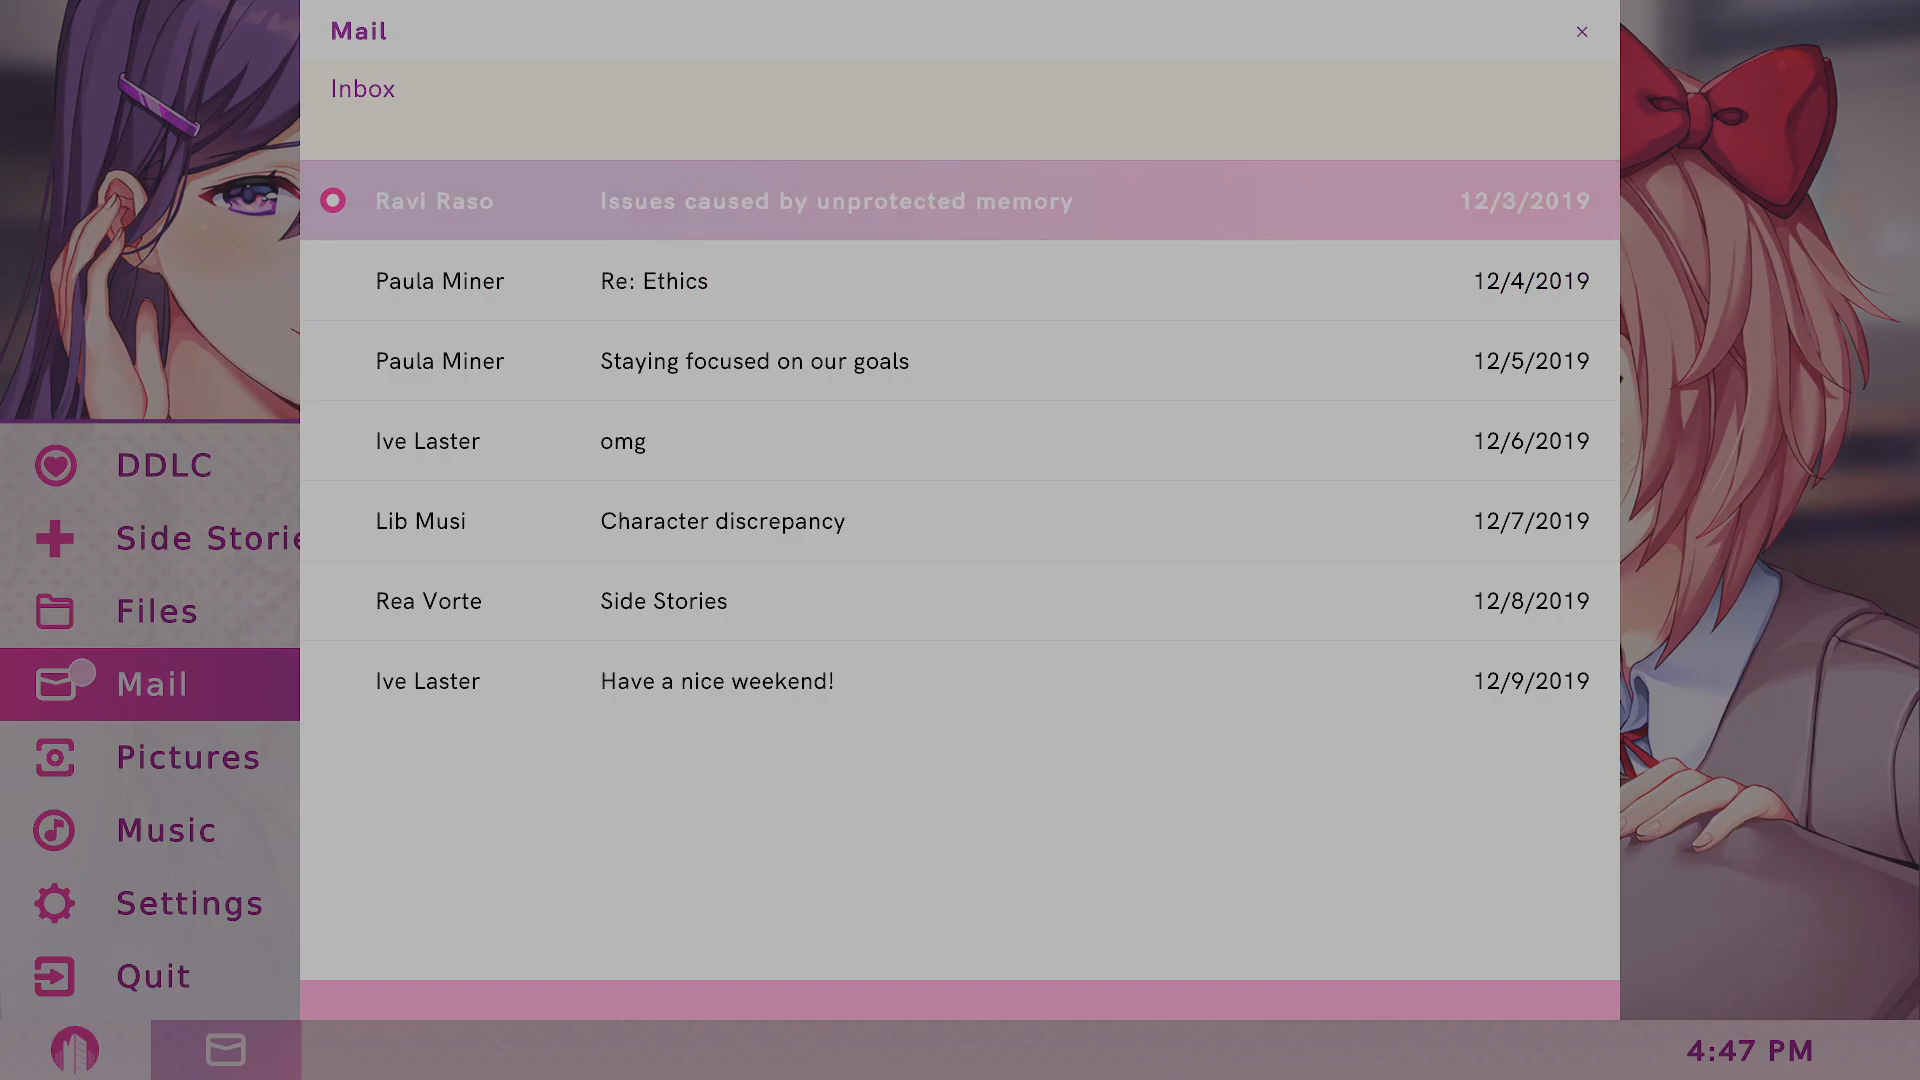 Mail ×
Inbox
Ravi Raso Issues caused by unprotected memory 12/3/2019
Paula Miner Re: Ethics 12/4/2019
Paula Miner Staying focused on our goals 12/5/2019
Ive Laster omg 12/6/2019
Lib Musi Character discrepancy 12/7/2019
Rea Vorte Side Stories 12/8/2019
Ive Laster Have a nice weekend! 12/9/2019
DDLC
Side Storie
Files
Mail
Pictures
Music
Settings
Quit
4:47 PM